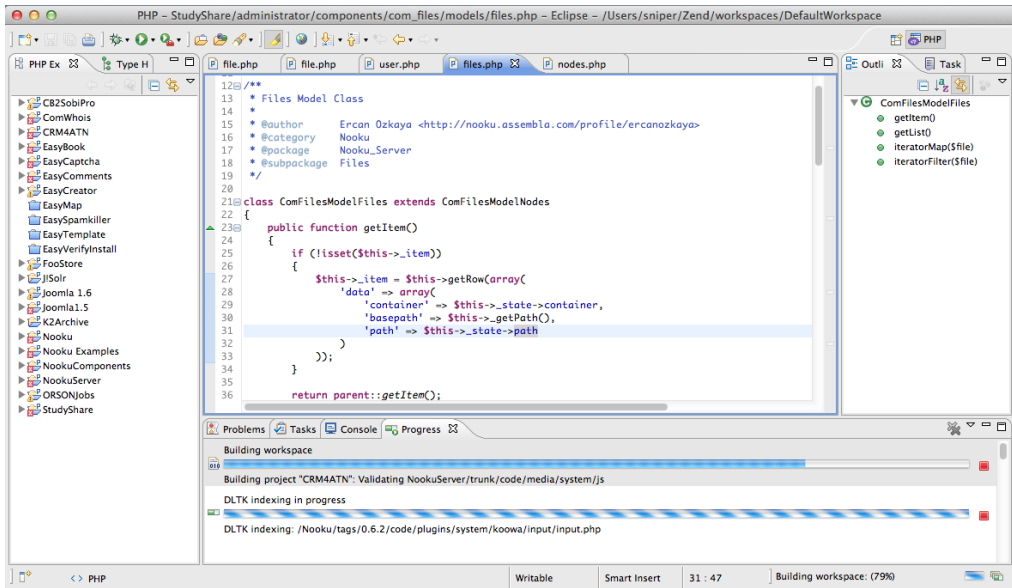 PHP - StudyShare/administrator/components/com_files/models/files.php - Eclipse - /Users/sniper/Zend/workspaces/DefaultWorkspace
PHP
PHP Ex
Type H
file.php
file.php
user.php
files.php
nodes.php
Outli
Task
CB2SobiPro
ComWhois
CRM4ATN
EasyBook
EasyCaptcha
EasyComments
EasyCreator
EasyMap
EasySpamkiller
EasyTemplate
EasyVerifyInstall
FooStore
J!Solr
Joomla 1.6
Joomla1.5
K2Archive
Nooku
Nooku Examples
NookuComponents
NookuServer
ORSONJobs
StudyShare
12 /**
13 * Files Model Class
14 *
15 * @author Ercan Ozkaya <http://nooku.assembla.com/profile/ercanozkaya>
16 * @category Nooku
17 * @package Nooku_Server
18 * @subpackage Files
19 */
20
21 class ComFilesModelFiles extends ComFilesModelNodes
22 {
23 public function getItem()
24 {
25 if (!isset($this->_item))
26 {
27 $this->_item = $this->getRow(array(
28 'data' => array(
29 'container' => $this->_state->container,
30 'basepath' => $this->_getPath(),
31 'path' => $this->_state->path
32 )
33 ));
34 }
35
36 return parent::getItem();
ComFilesModelFiles
getItem()
getList()
iteratorMap($file)
iteratorFilter($file)
Problems
Tasks
Console
Progress
Building workspace
010
Building project "CRM4ATN": Validating NookuServer/trunk/code/media/system/js
DLTK indexing in progress
DLTK indexing: /Nooku/tags/0.6.2/code/plugins/system/koowa/input/input.php
<> PHP
Writable
Smart Insert
31 : 47
Building workspace: (79%)